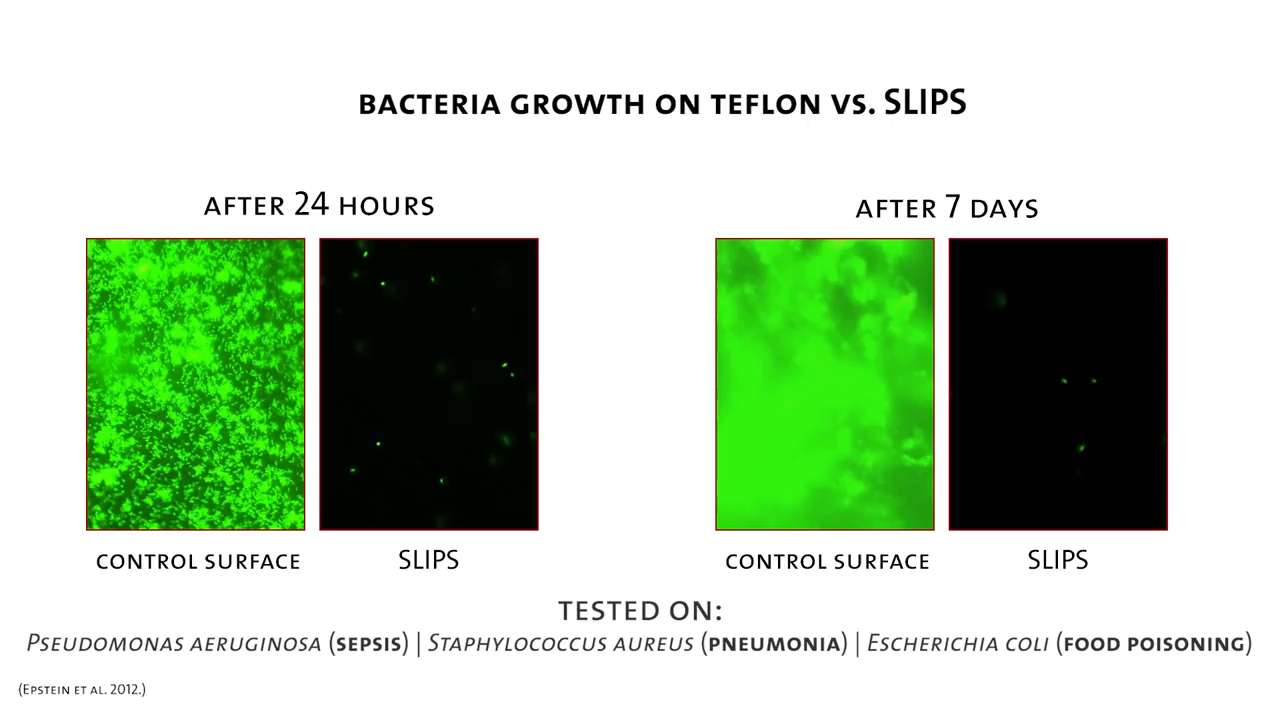 BACTERIA GROWTH ON TEFLON VS. SLIPS
AFTER 24 HOURS
AFTER 7 DAYS
CONTROL SURFACE
SLIPS
CONTROL SURFACE
SLIPS
TESTED ON:
PSEUDOMONAS AERUGINOSA (SEPSIS) | STAPHYLOCOCCUS AUREUS (PNEUMONIA) | ESCHERICHIA COLI (FOOD POISONING)
(EPSTEIN ET AL. 2012.)